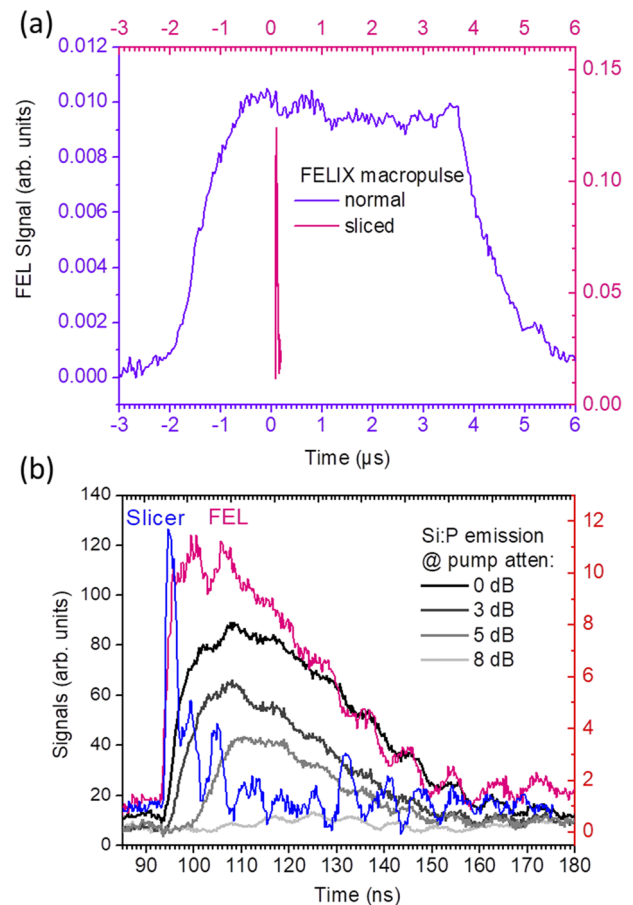 (a)
-3 -2 -1 0 1 2 3 4 5 6
0.012
0.010
0.008
0.006
0.004
0.002
0.000
FEL SIgnal (arb. units)
FELIX macropulse
normal
sliced
0.15
0.10
0.05
0.00
-3 -2 -1 0 1 2 3 4 5 6
Time (µs)
(b)
140
120
100
80
60
40
20
0
Signals (arb. units)
Slicer FEL
Si:P emission
@ pump atten:
0 dB
3 dB
5 dB
8 dB
12
10
8
6
4
2
0
90 100 110 120 130 140 150 160 170 180
Time (ns)